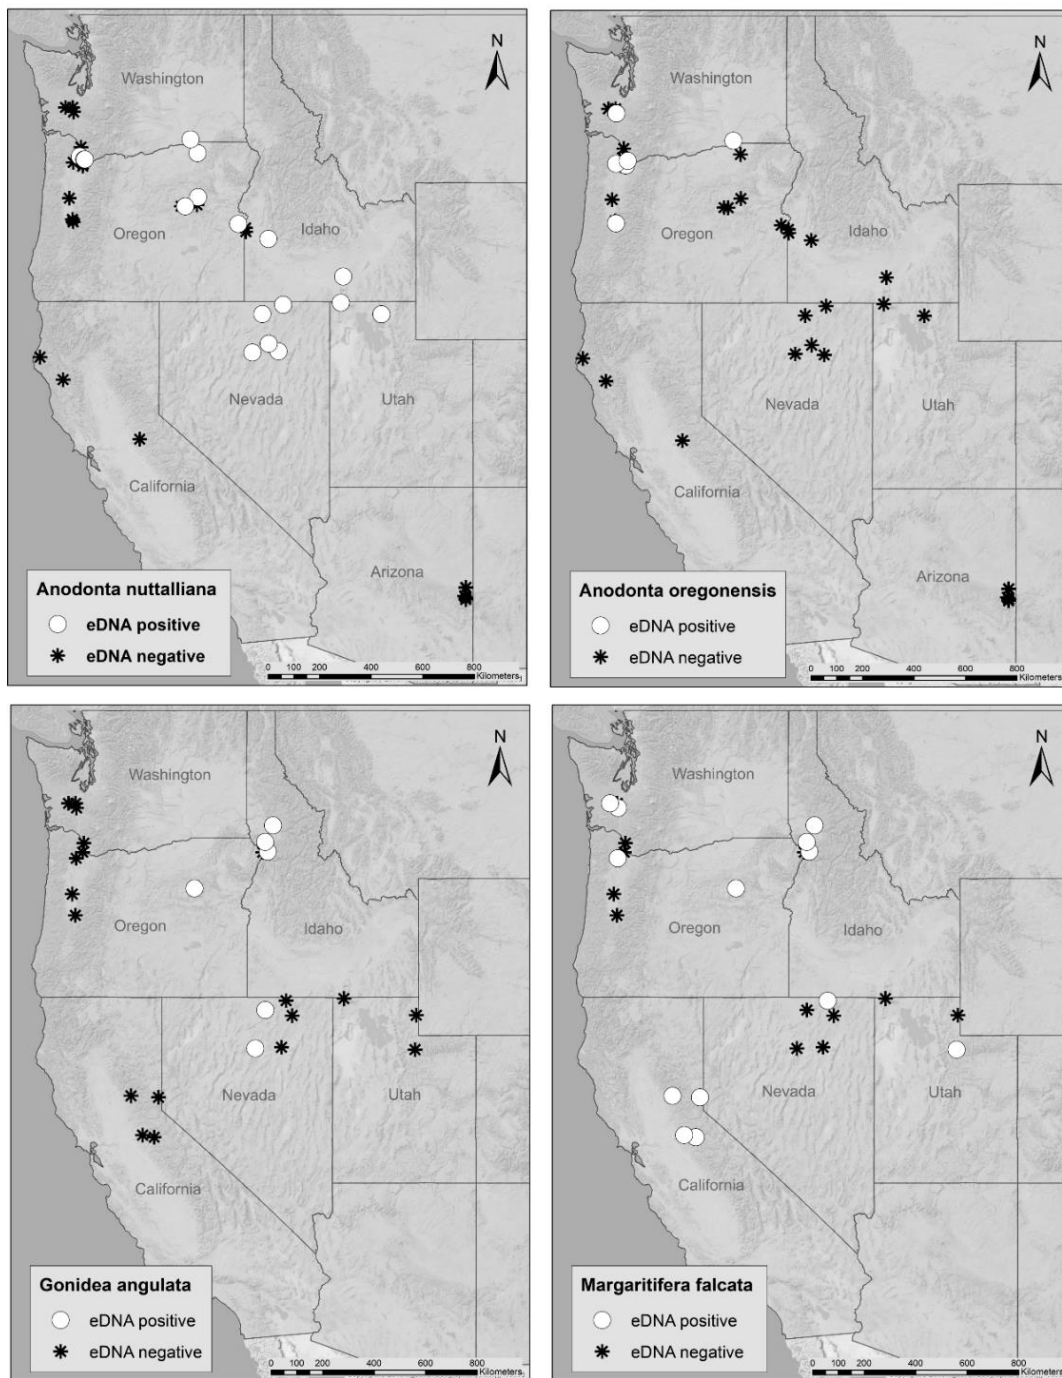 N
Washington
Oregon
Idaho
Nevada
Utah
California
Arizona
Anodonta nuttalliana
eDNA positive
eDNA negative
0 100 200 400 600 800
Kilometers
N
Washington
Oregon
Idaho
Nevada
Utah
California
Arizona
Anodonta oregonensis
eDNA positive
eDNA negative
0 100 200 400 600 800
Kilometers
N
Washington
Oregon
Idaho
Nevada
Utah
California
Gonidea angulata
eDNA positive
eDNA negative
0 100 200 400 600 800
Kilometers
N
Washington
Oregon
Idaho
Nevada
Utah
California
Margaritifera falcata
eDNA positive
eDNA negative
0 100 200 400 600 800
Kilometers